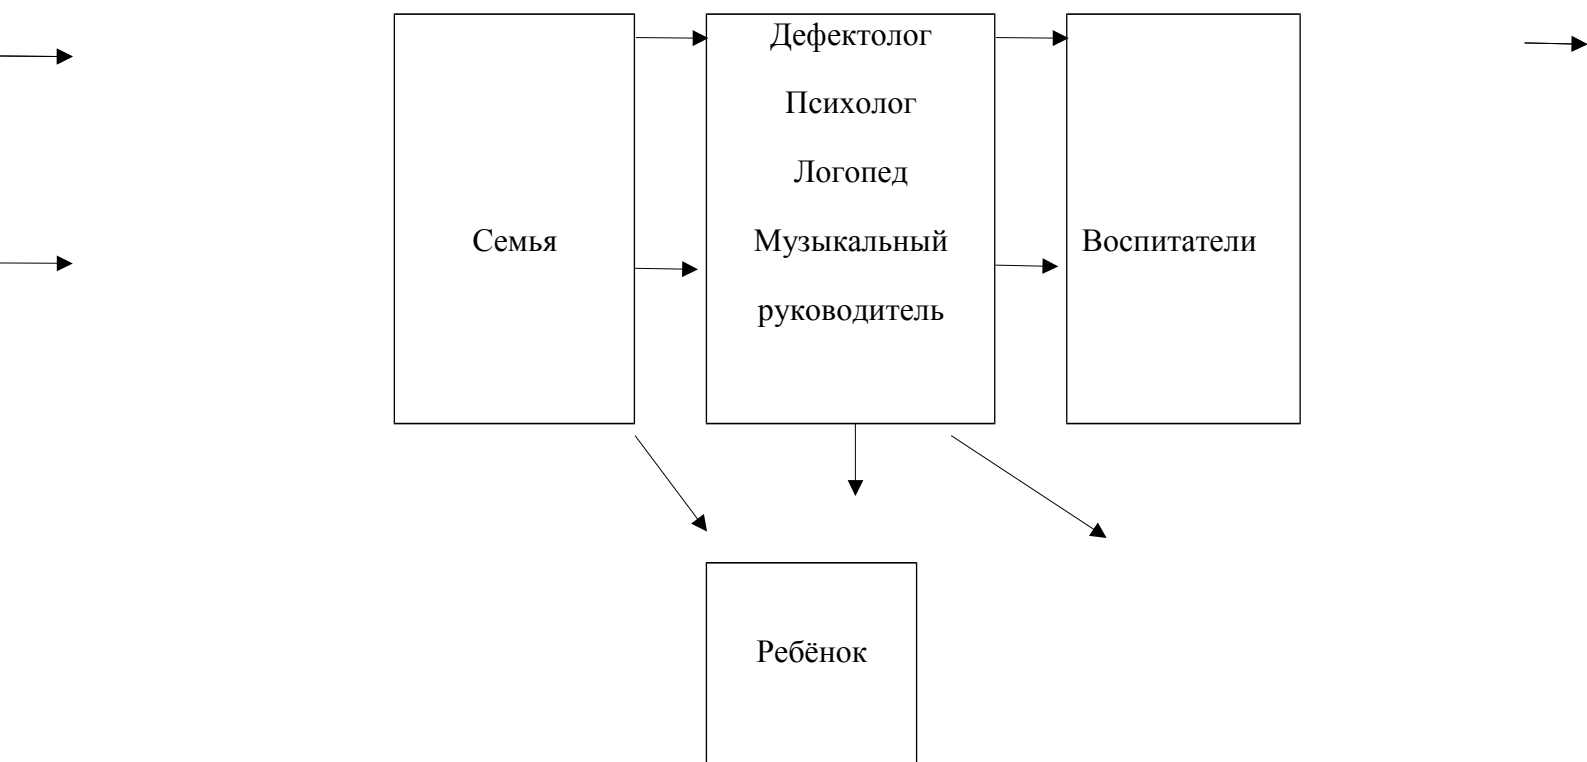 Дефектолог
Психолог
Логопед
Семья
Музыкальный
Воспитатели
руководитель
Ребёнок